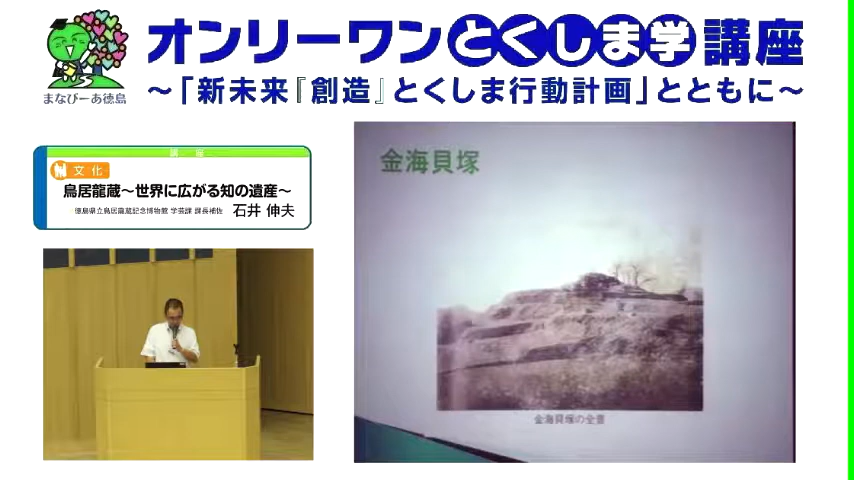 オンリーワンとくしま学講座
～「新未来『創造』とくしま行動計画」とともに～
まなびーあ徳島
講 座
文化
鳥居龍蔵～世界に広がる知の遺産～
徳島県立鳥居龍蔵記念博物館 学芸課 課長補佐 石井 伸夫
金海貝塚
金海貝塚の全景